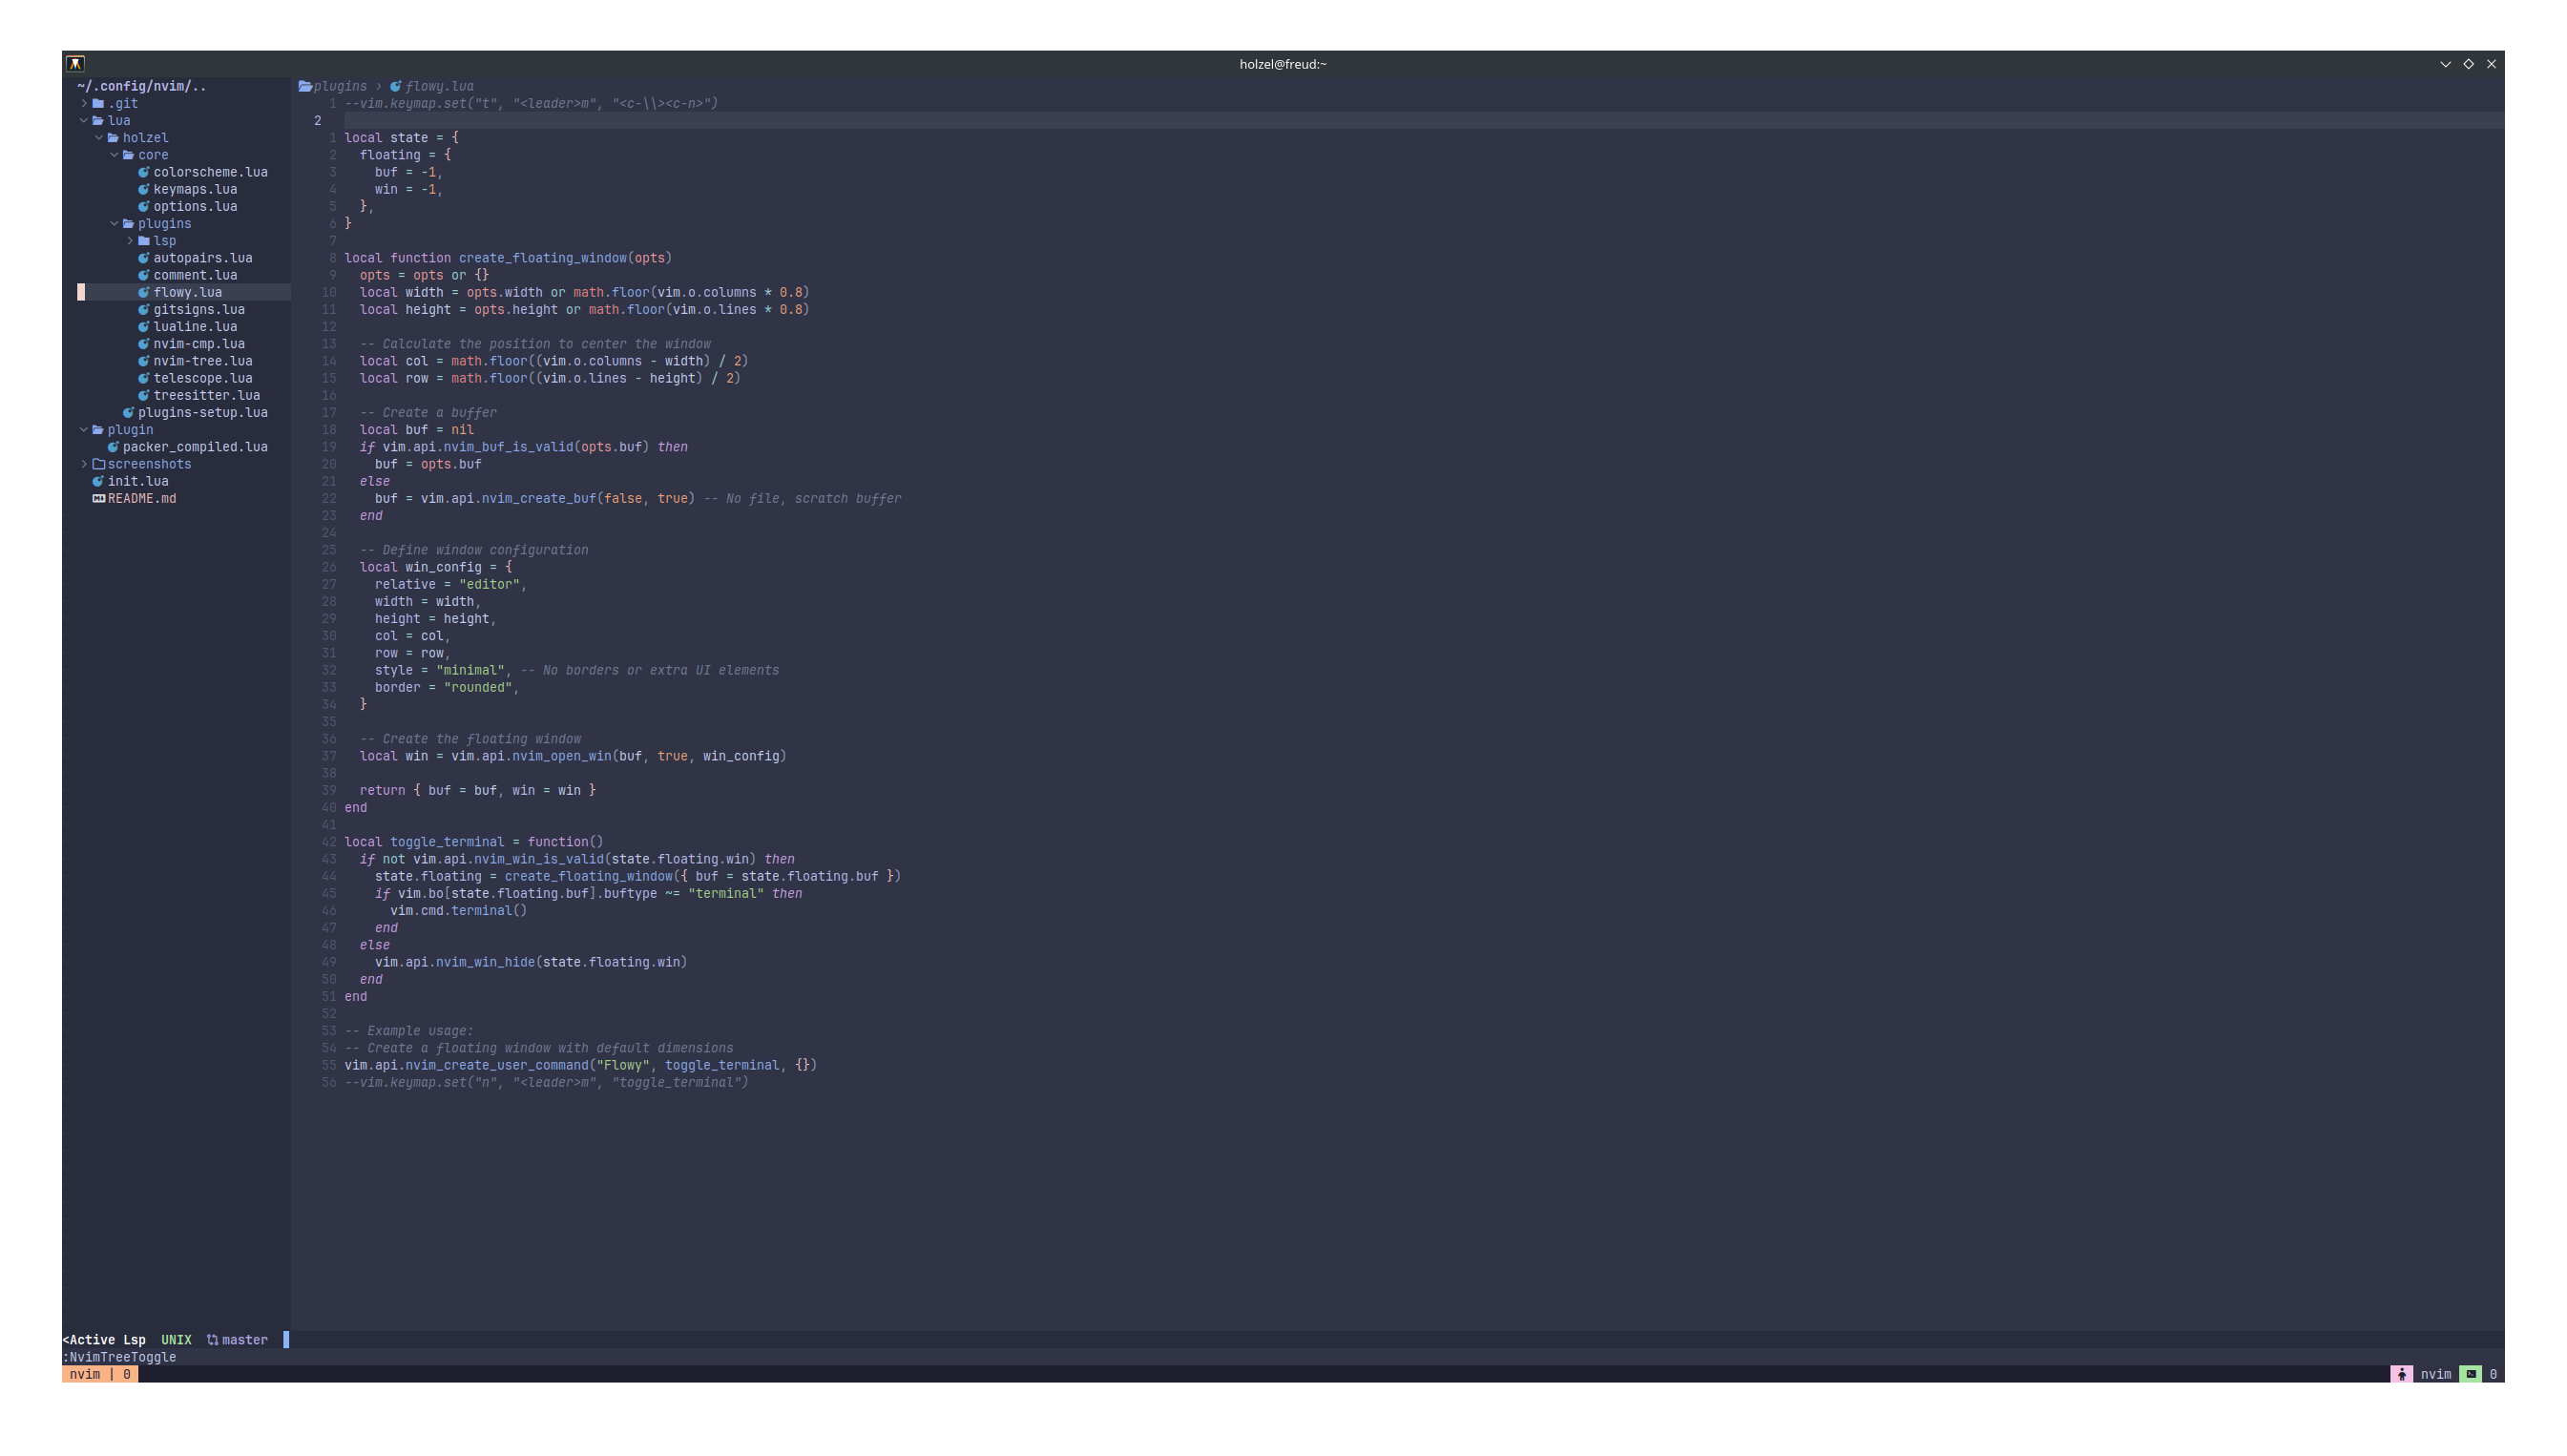 holzel@freud:~
~/.config/nvim/..
.git
lua
holzel
core
colorscheme.lua
keymaps.lua
options.lua
plugins
lsp
autopairs.lua
comment.lua
flowy.lua
gitsigns.lua
lualine.lua
nvim-cmp.lua
nvim-tree.lua
telescope.lua
treesitter.lua
plugins-setup.lua
plugin
packer_compiled.lua
screenshots
init.lua
README.md
plugins › flowy.lua
1 --vim.keymap.set("t", "<leader>m", "<c-\\><c-n>")
2
1 local state = {
2   floating = {
3     buf = -1,
4     win = -1,
5   },
6 }
7
8 local function create_floating_window(opts)
9   opts = opts or {}
10   local width = opts.width or math.floor(vim.o.columns * 0.8)
11   local height = opts.height or math.floor(vim.o.lines * 0.8)
12
13   -- Calculate the position to center the window
14   local col = math.floor((vim.o.columns - width) / 2)
15   local row = math.floor((vim.o.lines - height) / 2)
16
17   -- Create a buffer
18   local buf = nil
19   if vim.api.nvim_buf_is_valid(opts.buf) then
20     buf = opts.buf
21   else
22     buf = vim.api.nvim_create_buf(false, true) -- No file, scratch buffer
23   end
24
25   -- Define window configuration
26   local win_config = {
27     relative = "editor",
28     width = width,
29     height = height,
30     col = col,
31     row = row,
32     style = "minimal", -- No borders or extra UI elements
33     border = "rounded",
34   }
35
36   -- Create the floating window
37   local win = vim.api.nvim_open_win(buf, true, win_config)
38
39   return { buf = buf, win = win }
40 end
41
42 local toggle_terminal = function()
43   if not vim.api.nvim_win_is_valid(state.floating.win) then
44     state.floating = create_floating_window({ buf = state.floating.buf })
45     if vim.bo[state.floating.buf].buftype ~= "terminal" then
46       vim.cmd.terminal()
47     end
48   else
49     vim.api.nvim_win_hide(state.floating.win)
50   end
51 end
52
53 -- Example usage:
54 -- Create a floating window with default dimensions
55 vim.api.nvim_create_user_command("Flowy", toggle_terminal, {})
56 --vim.keymap.set("n", "<leader>m", "toggle_terminal")
<Active Lsp UNIX master
:NvimTreeToggle
nvim | 0
nvim 0